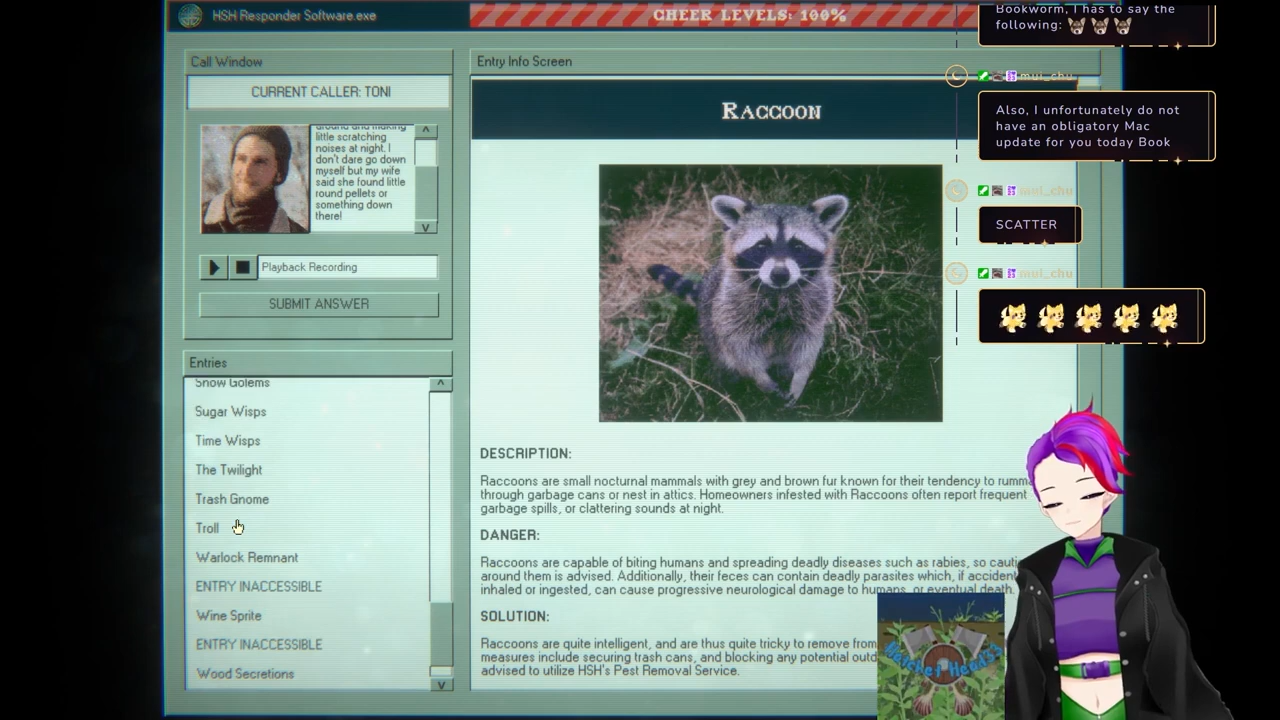 HSH Responder Software.exe
CHEER LEVELS: 100%
Call Window
CURRENT CALLER: TONI
around and making
little scratching
noises at night. I
don't dare go down
myself but my wife
said she found little
round pellets or
something down
there!
Playback Recording
SUBMIT ANSWER
Entries
Snow Golems
Sugar Wisps
Time Wisps
The Twilight
Trash Gnome
Troll
Warlock Remnant
ENTRY INACCESSIBLE
Wine Sprite
ENTRY INACCESSIBLE
Wood Secretions
Entry Info Screen
RACCOON
DESCRIPTION:
Raccoons are small nocturnal mammals with grey and brown fur known for their tendency to
through garbage cans or nest in attics. Homeowners infested with Raccoons often report frequent
garbage spills, or clattering sounds at night.
DANGER:
Raccoons are capable of biting humans and spreading deadly diseases such as rabies, so
around them is advised. Additionally, their feces can contain deadly parasites which, if
inhaled or ingested, can cause progressive neurological damage to humans, or eventual death.
SOLUTION:
Raccoons are quite intelligent, and are thus quite tricky to remove from
measures include securing trash cans, and blocking any potential
advised to utilize HSH's Pest Removal Service.
Bookworm, I has to say the
following:
mui_chu
Also, I unfortunately do not
have an obligatory Mac
update for you today Book
mui_chu
SCATTER
mui_chu